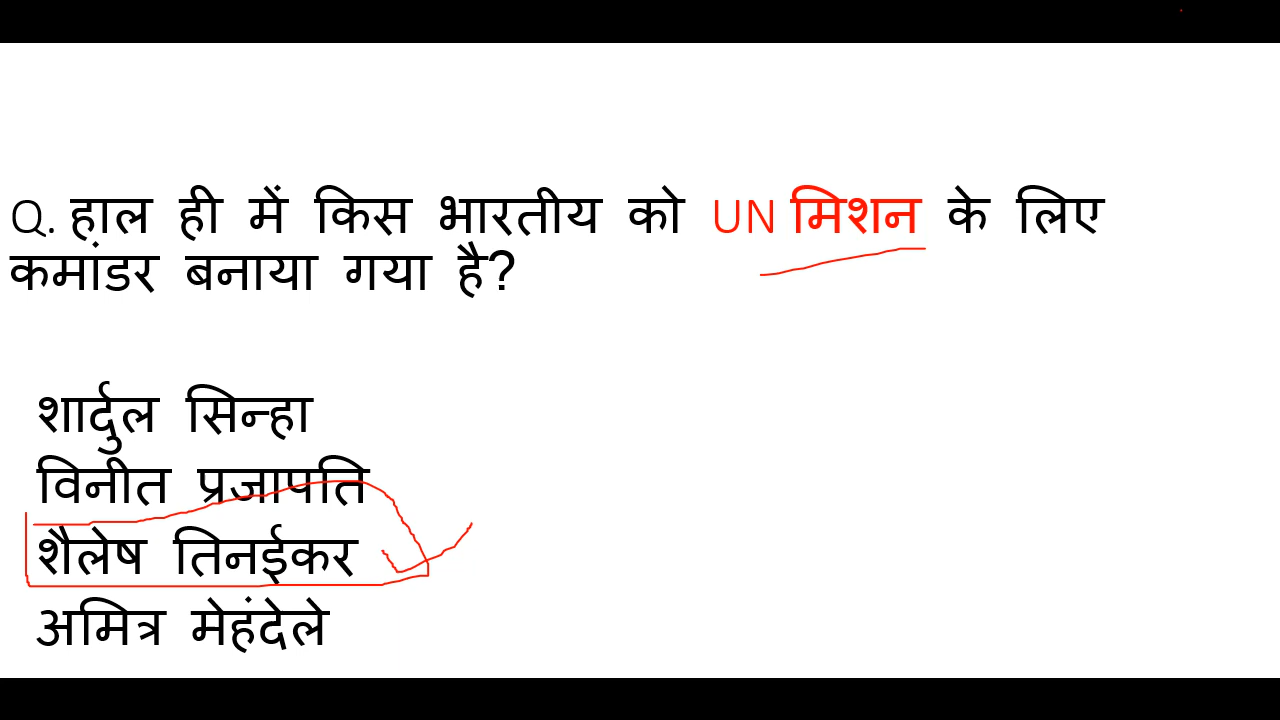 Q. हाल ही में किस भारतीय को UN मिशन के लिए
कमांडर बनाया गया है?
शार्दुल सिन्हा
विनीत प्रजापति
शैलेष तिनईकर
अमित्र मेहंदेले